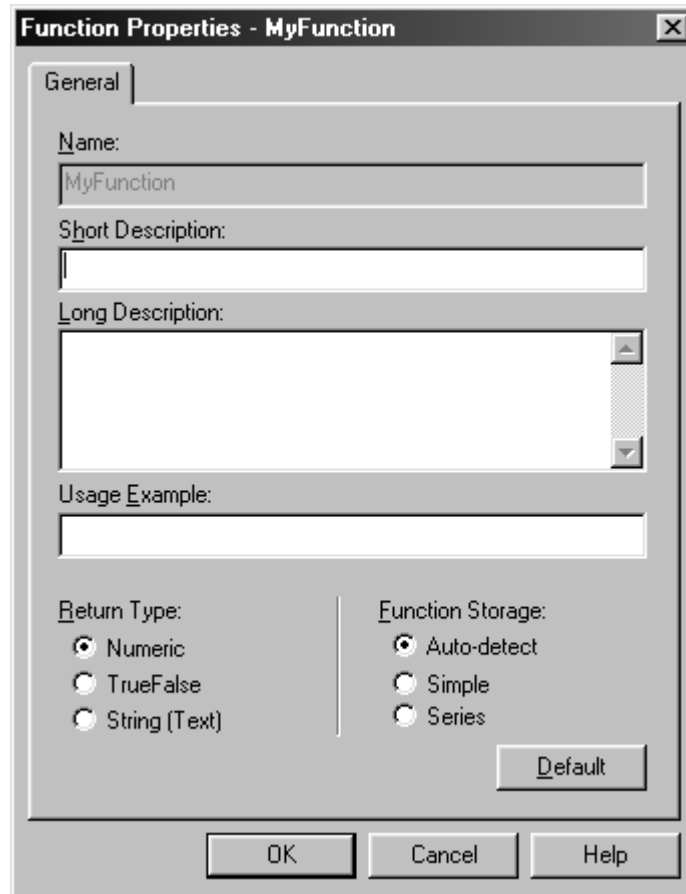 Function Properties - MyFunction
General
Name:
MyFunction
Short Description:
Long Description:
Usage Example:
Return Type:
Numeric
TrueFalse
String (Text)
Function Storage:
Auto-detect
Simple
Series
Default
OK
Cancel
Help